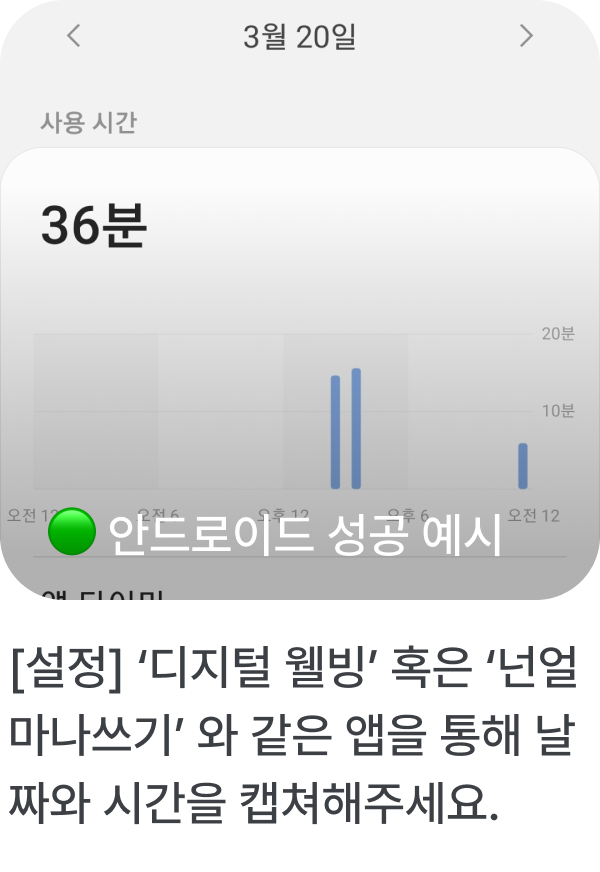 3월 20일
사용 시간
36분
20분
10분
오전 12 오전 6 오후 12 오후 6 오전 12
안드로이드 성공 예시
앱 타이머
[설정] ‘디지털 웰빙’ 혹은 ‘넌얼
마나쓰기’ 와 같은 앱을 통해 날
짜와 시간을 캡쳐해주세요.